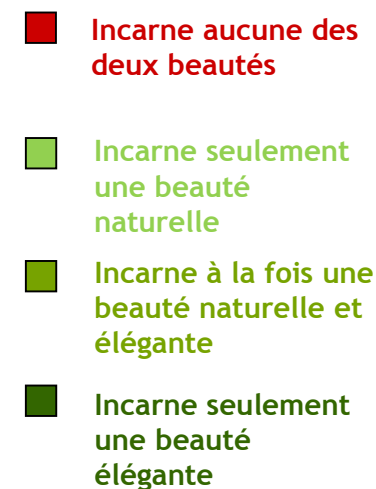 Incarne aucune des
deux beautés
Incarne seulement
une beauté
naturelle
Incarne à la fois une
beauté naturelle et
élégante
Incarne seulement
une beauté
élégante